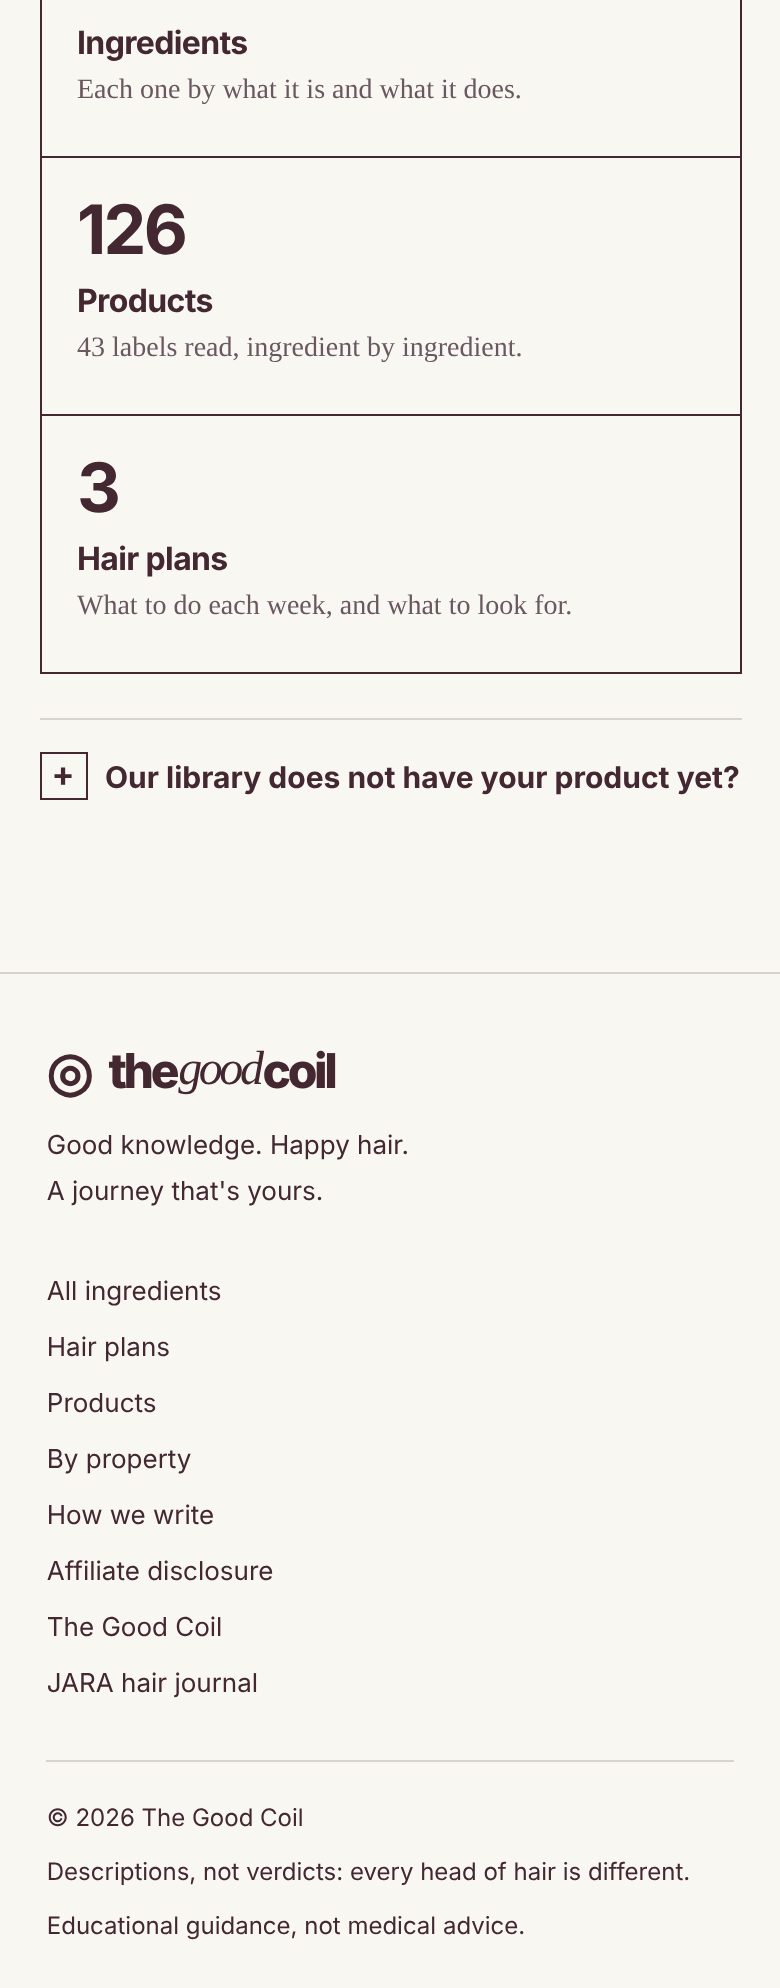 Ingredients
Each one by what it is and what it does.
126
Products
43 labels read, ingredient by ingredient.
3
Hair plans
What to do each week, and what to look for.
+ Our library does not have your product yet?
thegoodcoil
Good knowledge. Happy hair.
A journey that's yours.
All ingredients
Hair plans
Products
By property
How we write
Affiliate disclosure
The Good Coil
JARA hair journal
© 2026 The Good Coil
Descriptions, not verdicts: every head of hair is different.
Educational guidance, not medical advice.